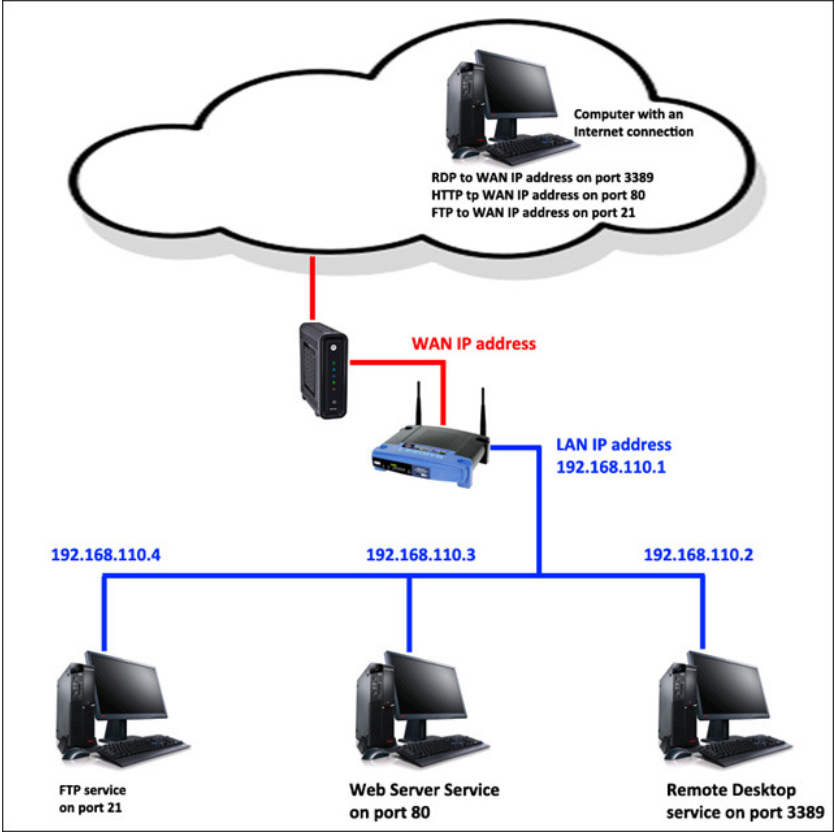 Computer with an
Internet connection
RDP to WAN IP address on port 3389
HTTP tp WAN IP address on port 80
FTP to WAN IP address on port 21
WAN IP address
LAN IP address
192.168.110.1
192.168.110.4
192.168.110.3
192.168.110.2
FTP service
on port 21
Web Server Service
on port 80
Remote Desktop
service on port 3389